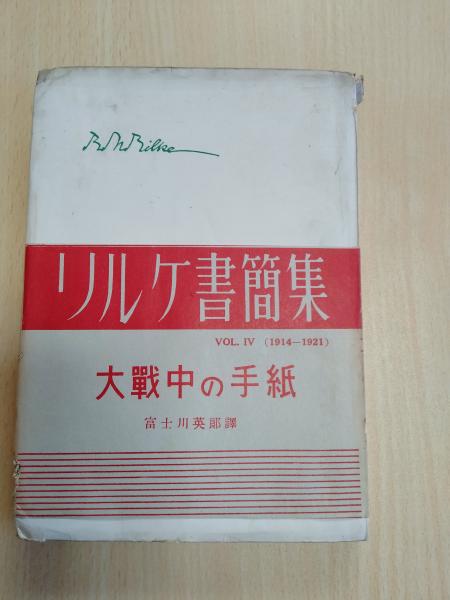 R M Rilke
リルケ書簡集
VOL. IV (1914—1921)
大戰中の手紙
富士川英郎譯